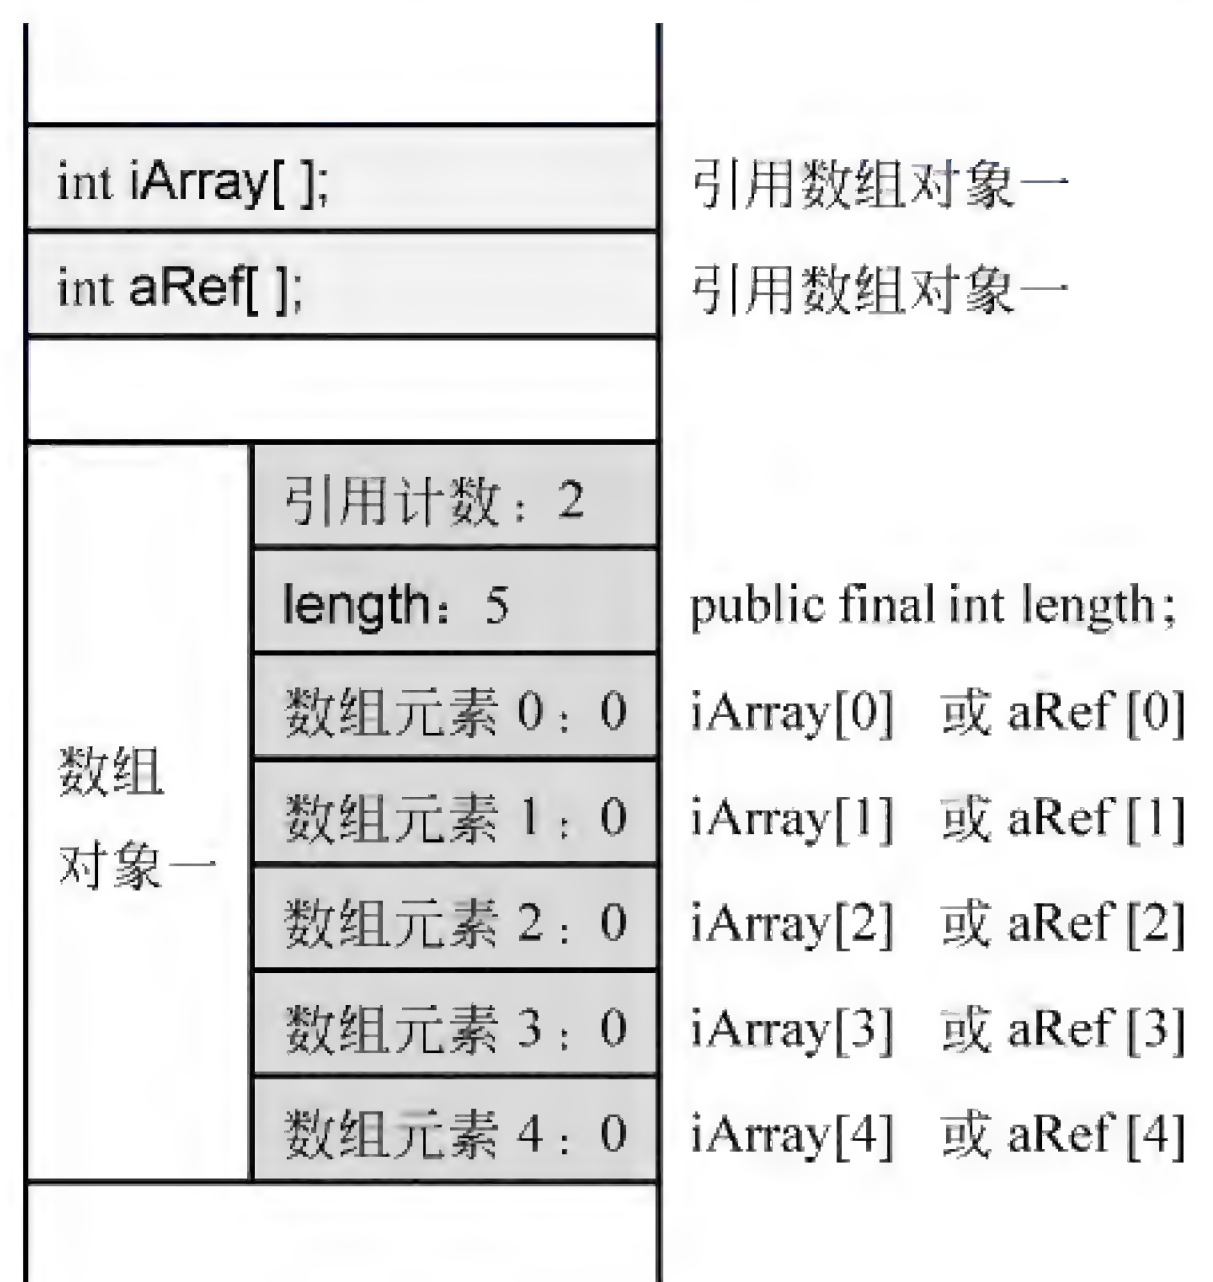 int iArray[ ]; 引用数组对象一
int aRef[ ]; 引用数组对象一
引用计数：2
length：5 public final int length；
数组元素 0：0 iArray[0] 或 aRef [0]
数组元素 1：0 iArray[1] 或 aRef [1]
数组
对象一
数组元素 2：0 iArray[2] 或 aRef [2]
数组元素 3：0 iArray[3] 或 aRef [3]
数组元素 4：0 iArray[4] 或 aRef [4]